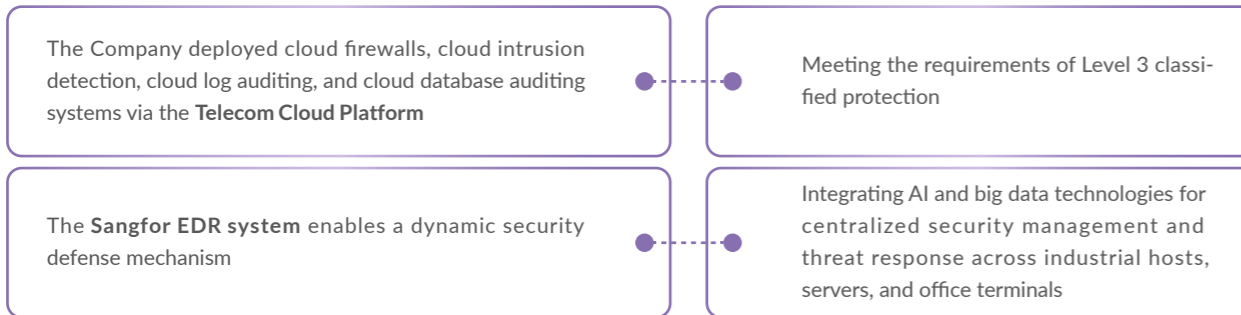 The Company deployed cloud firewalls, cloud intrusion
detection, cloud log auditing, and cloud database auditing
systems via the Telecom Cloud Platform
Meeting the requirements of Level 3 classi-
fied protection
The Sangfor EDR system enables a dynamic security
defense mechanism
Integrating AI and big data technologies for
centralized security management and
threat response across industrial hosts,
servers, and office terminals